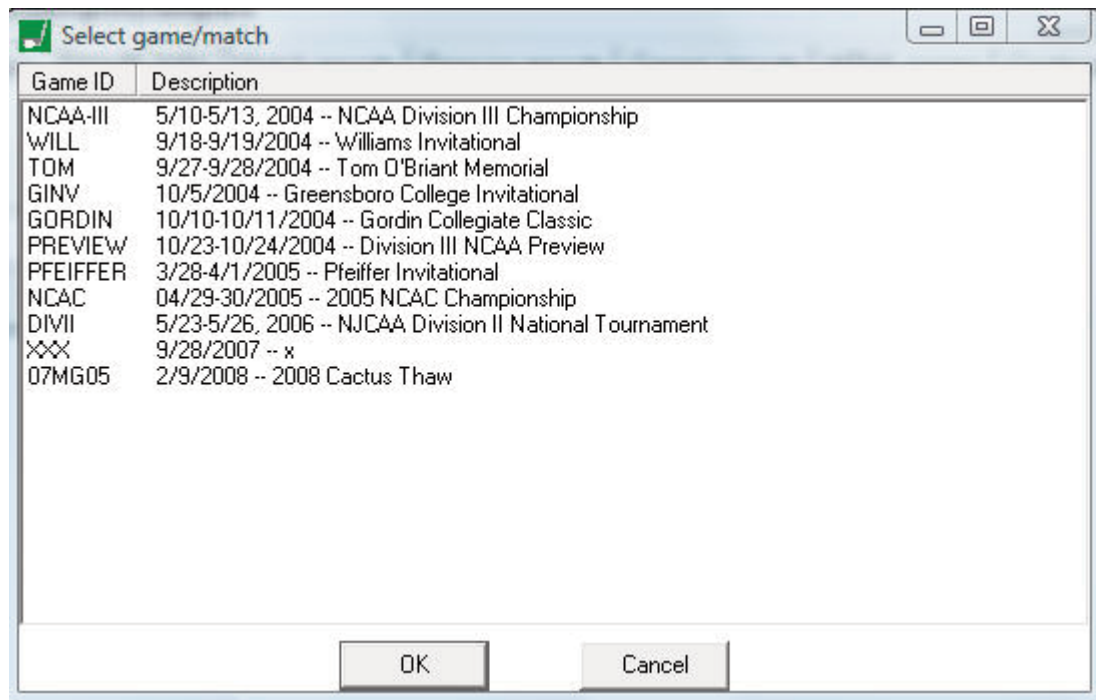 Select game/match
Game ID Description
NCAA-III 5/10-5/13, 2004 -- NCAA Division III Championship
WILL 9/18-9/19/2004 -- Williams Invitational
TOM 9/27-9/28/2004 -- Tom O'Briant Memorial
GINV 10/5/2004 -- Greensboro College Invitational
GORDIN 10/10-10/11/2004 -- Gordin Collegiate Classic
PREVIEW 10/23-10/24/2004 -- Division III NCAA Preview
PFEIFFER 3/28-4/1/2005 -- Pfeiffer Invitational
NCAC 04/29-30/2005 -- 2005 NCAC Championship
DIVII 5/23-5/26, 2006 -- NJCAA Division II National Tournament
XXX 9/28/2007 -- x
07MG05 2/9/2008 -- 2008 Cactus Thaw
OK Cancel